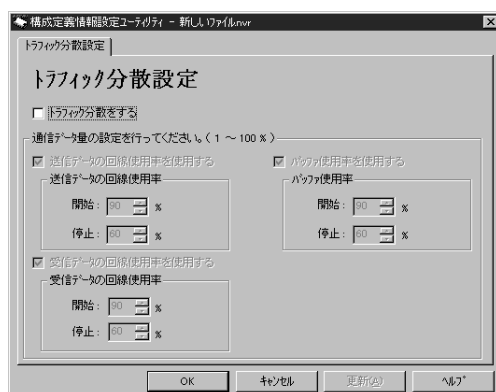 構成定義情報設定ユーティリティ - 新しいファイル.nvr
トラフィック分散設定
トラフィック分散設定
トラフィック分散をする
通信データ量の設定を行ってください。( 1 ～ 100 % )
送信データの回線使用率を使用する
送信データの回線使用率
開始: 90 %
停止: 60 %
バッファ使用率を使用する
バッファ使用率
開始: 90 %
停止: 60 %
受信データの回線使用率を使用する
受信データの回線使用率
開始: 90 %
停止: 60 %
OK
キャンセル
更新(A)
ヘルプ